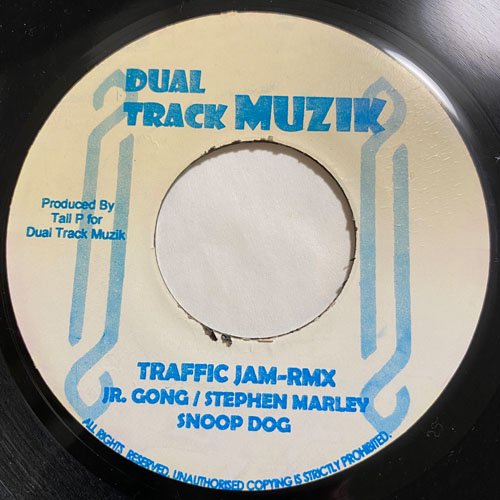 DUAL
TRACK MUZIK
Produced By
Tall P for
Dual Track Muzik
TRAFFIC JAM-RMX
JR. GONG / STEPHEN MARLEY
SNOOP DOG
ALL RIGHTS RESERVED. UNAUTHORISED COPYING IS STRICTLY PROHIBITED.